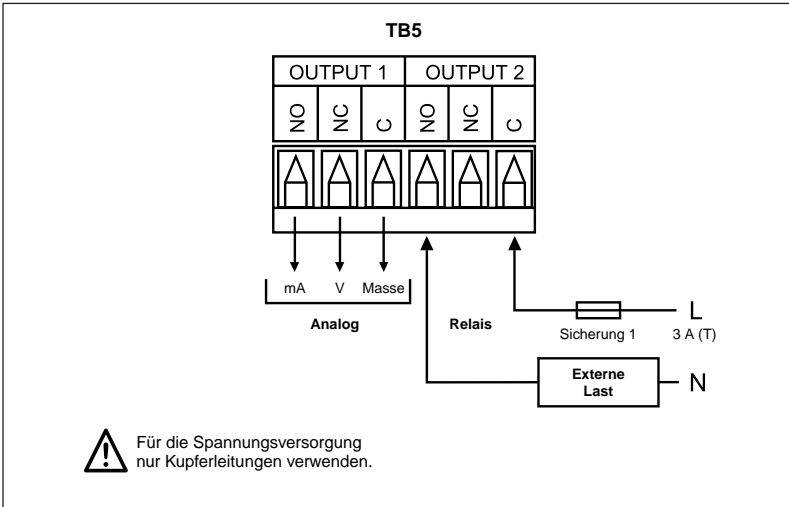 TB5
OUTPUT 1 OUTPUT 2
NO NC C NO NC C
mA V Masse
Analog Relais
L
Sicherung 1 3 A (T)
Externe
Last
N
Für die Spannungsversorgung
nur Kupferleitungen verwenden.